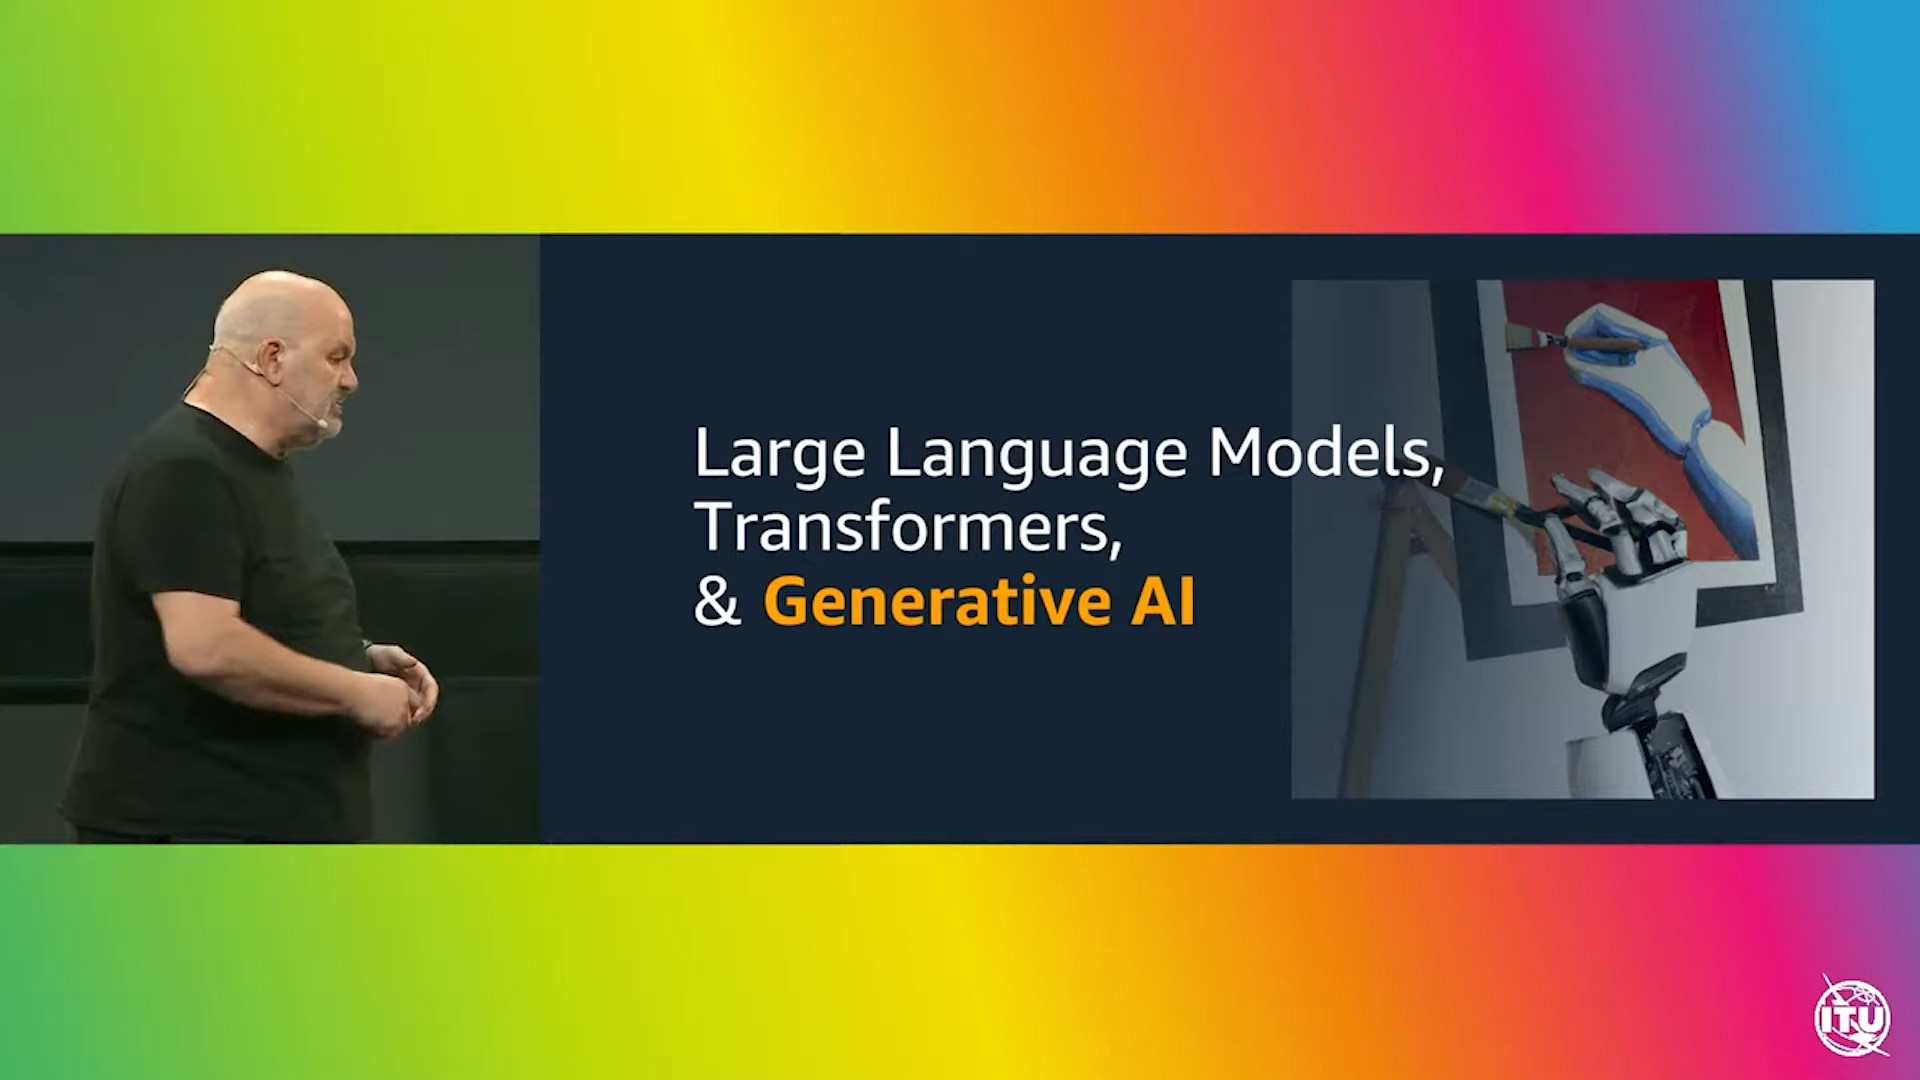 Large Language Models,
Transformers,
& Generative AI
ITU